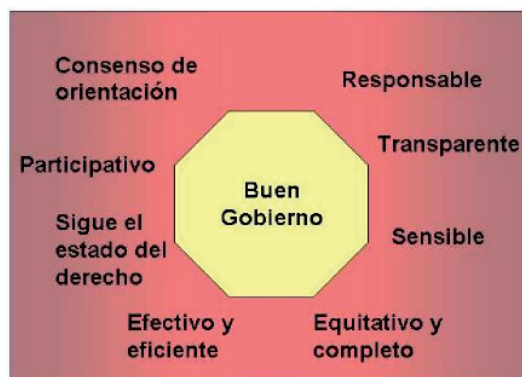 Consenso de
orientación
Responsable
Transparente
Participativo
Buen
Gobierno
Sigue el
estado del
derecho
Sensible
Efectivo y
eficiente
Equitativo y
completo